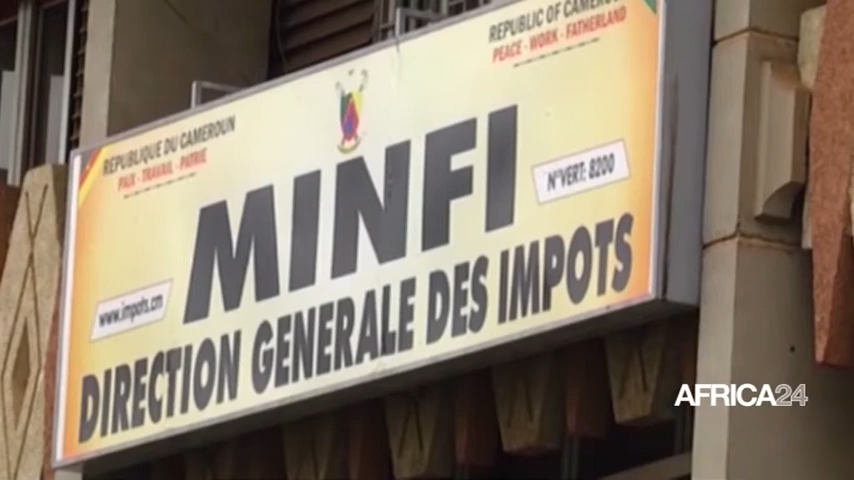 REPUBLIC OF CAMEROUN
PEACE - WORK - FATHERLAND
REPUBLIQUE DU CAMEROUN
PAIX - TRAVAIL - PATRIE
MINFI
N°VERT: 8200
www.impots.cm
DIRECTION GENERALE DES IMPOTS
AFRICA24